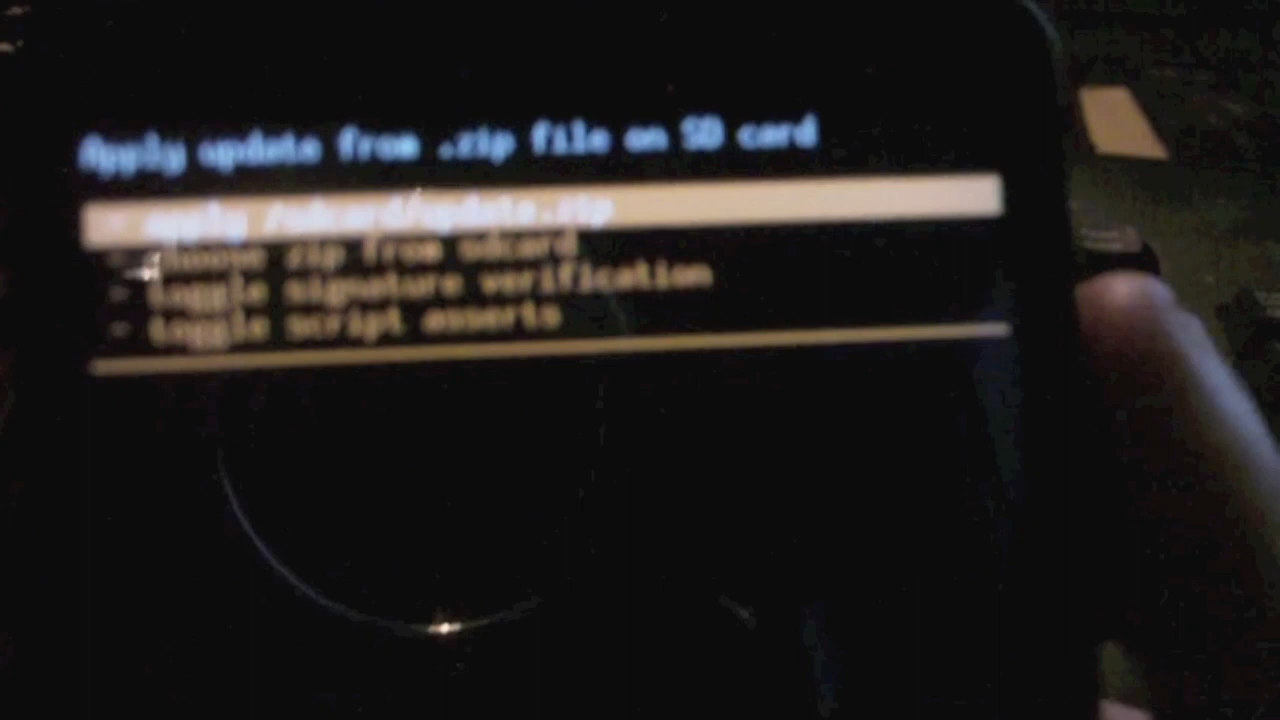 Apply update from .zip file on SD card
- apply /sdcard/update.zip
- choose zip from sdcard
- toggle signature verification
- toggle script asserts